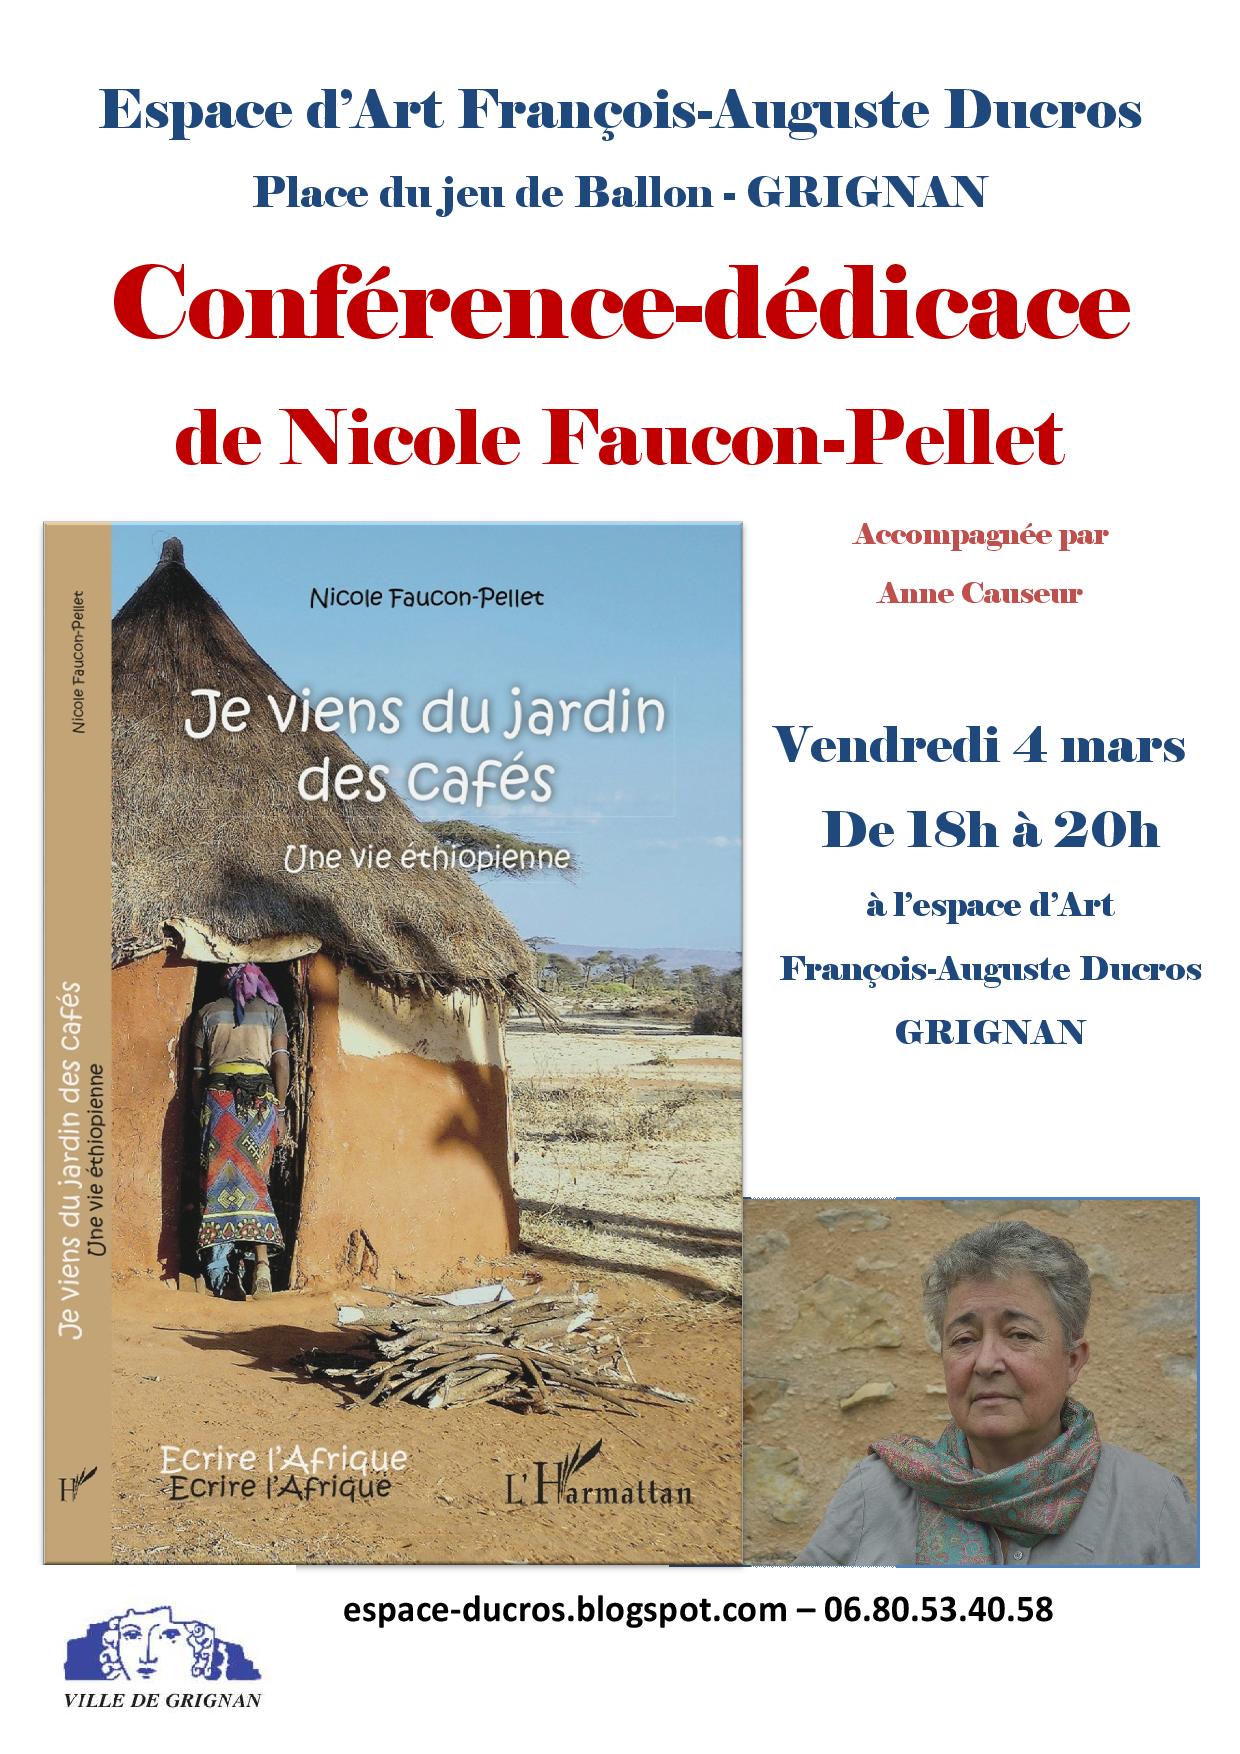 Espace d'Art François-Auguste Ducros
Place du jeu de Ballon - GRIGNAN
Conférence-dédicace
de Nicole Faucon-Pellet
Accompagnée par
Anne Causeur
Vendredi 4 mars
De 18h à 20h
à l'espace d'Art
François-Auguste Ducros
GRIGNAN
Nicole Faucon-Pellet
Je viens du jardin des cafés
Une vie éthiopienne
H
Nicole Faucon-Pellet
Je viens du jardin
des cafés
Une vie éthiopienne
Ecrire l'Afrique
Ecrire l'Afrique
L'Harmattan
espace-ducros.blogspot.com – 06.80.53.40.58
VILLE DE GRIGNAN